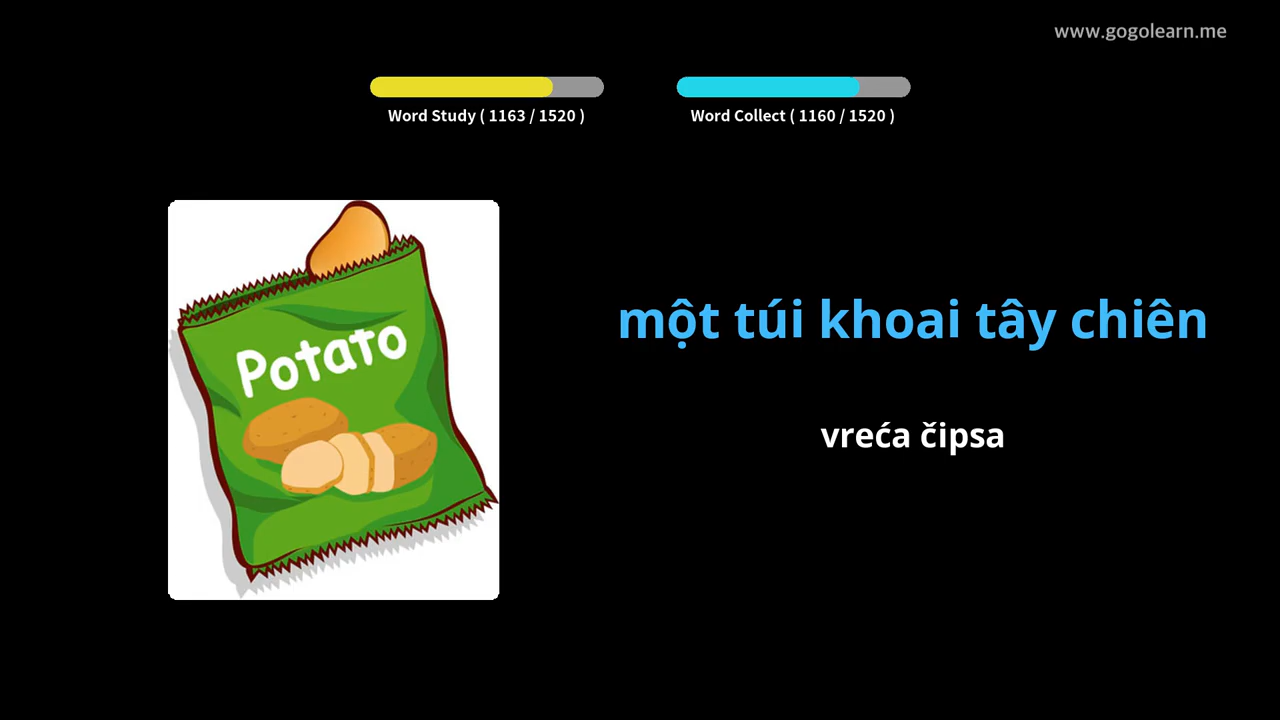 www.gogolearn.me
Word Study ( 1163 / 1520 )
Word Collect ( 1160 / 1520 )
Potato
một túi khoai tây chiên
vreća čipsa